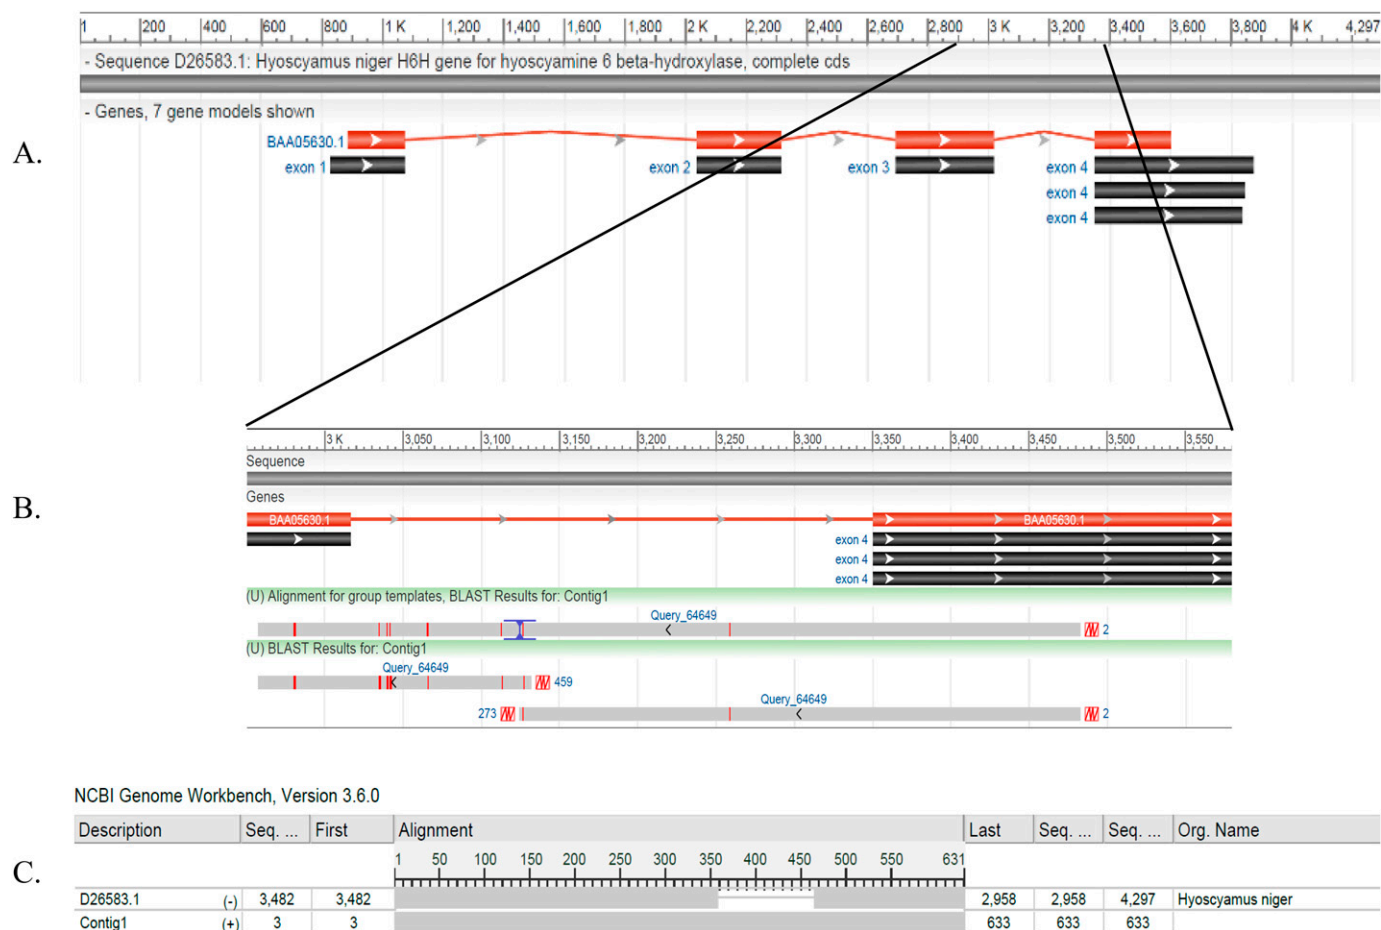 1 200 400 600 800 1 K 1,200 1,400 1,600 1,800 2 K 2,200 2,400 2,600 2,800 3 K 3,200 3,400 3,600 3,800 4 K 4,297
- Sequence D26583.1: Hyoscyamus niger H6H gene for hyoscyamine 6 beta-hydroxylase, complete cds
- Genes, 7 gene models shown
A.
BAA05630.1
exon 1 exon 2 exon 3 exon 4
exon 4
exon 4
3 K 3,050 3,100 3,150 3,200 3,250 3,300 3,350 3,400 3,450 3,500 3,550
Sequence
Genes
B.
BAA05630.1 BAA05630.1
exon 4
exon 4
exon 4
(U) Alignment for group templates, BLAST Results for: Contig1
Query_64649
2
(U) BLAST Results for: Contig1
Query_64649
459
Query_64649
273 2
NCBI Genome Workbench, Version 3.6.0
Description Seq. ... First Alignment Last Seq. ... Seq. ... Org. Name
1 50 100 150 200 250 300 350 400 450 500 550 631
C.
D26583.1 (-) 3,482 3,482 2,958 2,958 4,297 Hyoscyamus niger
Contig1 (+) 3 3 633 633 633